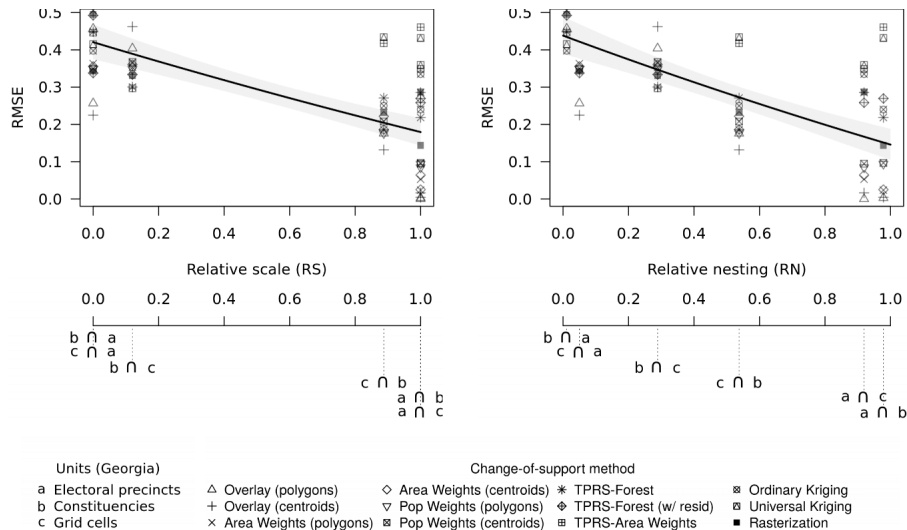 0.5
0.4
0.3
0.2
0.1
0.0
RMSE
0.0 0.2 0.4 0.6 0.8 1.0
Relative scale (RS)
0.0 0.2 0.4 0.6 0.8 1.0
b ∩ a
c ∩ a
b ∩ c
c ∩ b
a ∩ b
a ∩ c
0.5
0.4
0.3
0.2
0.1
0.0
RMSE
0.0 0.2 0.4 0.6 0.8 1.0
Relative nesting (RN)
0.0 0.2 0.4 0.6 0.8 1.0
b ∩ a
c ∩ a
b ∩ c
c ∩ b
a ∩ c
a ∩ b
Units (Georgia)
a Electoral precincts
b Constituencies
c Grid cells
Change-of-support method
Overlay (polygons)
Overlay (centroids)
Area Weights (polygons)
Area Weights (centroids)
Pop Weights (polygons)
Pop Weights (centroids)
TPRS-Forest
TPRS-Forest (w/ resid)
TPRS-Area Weights
Ordinary Kriging
Universal Kriging
Rasterization